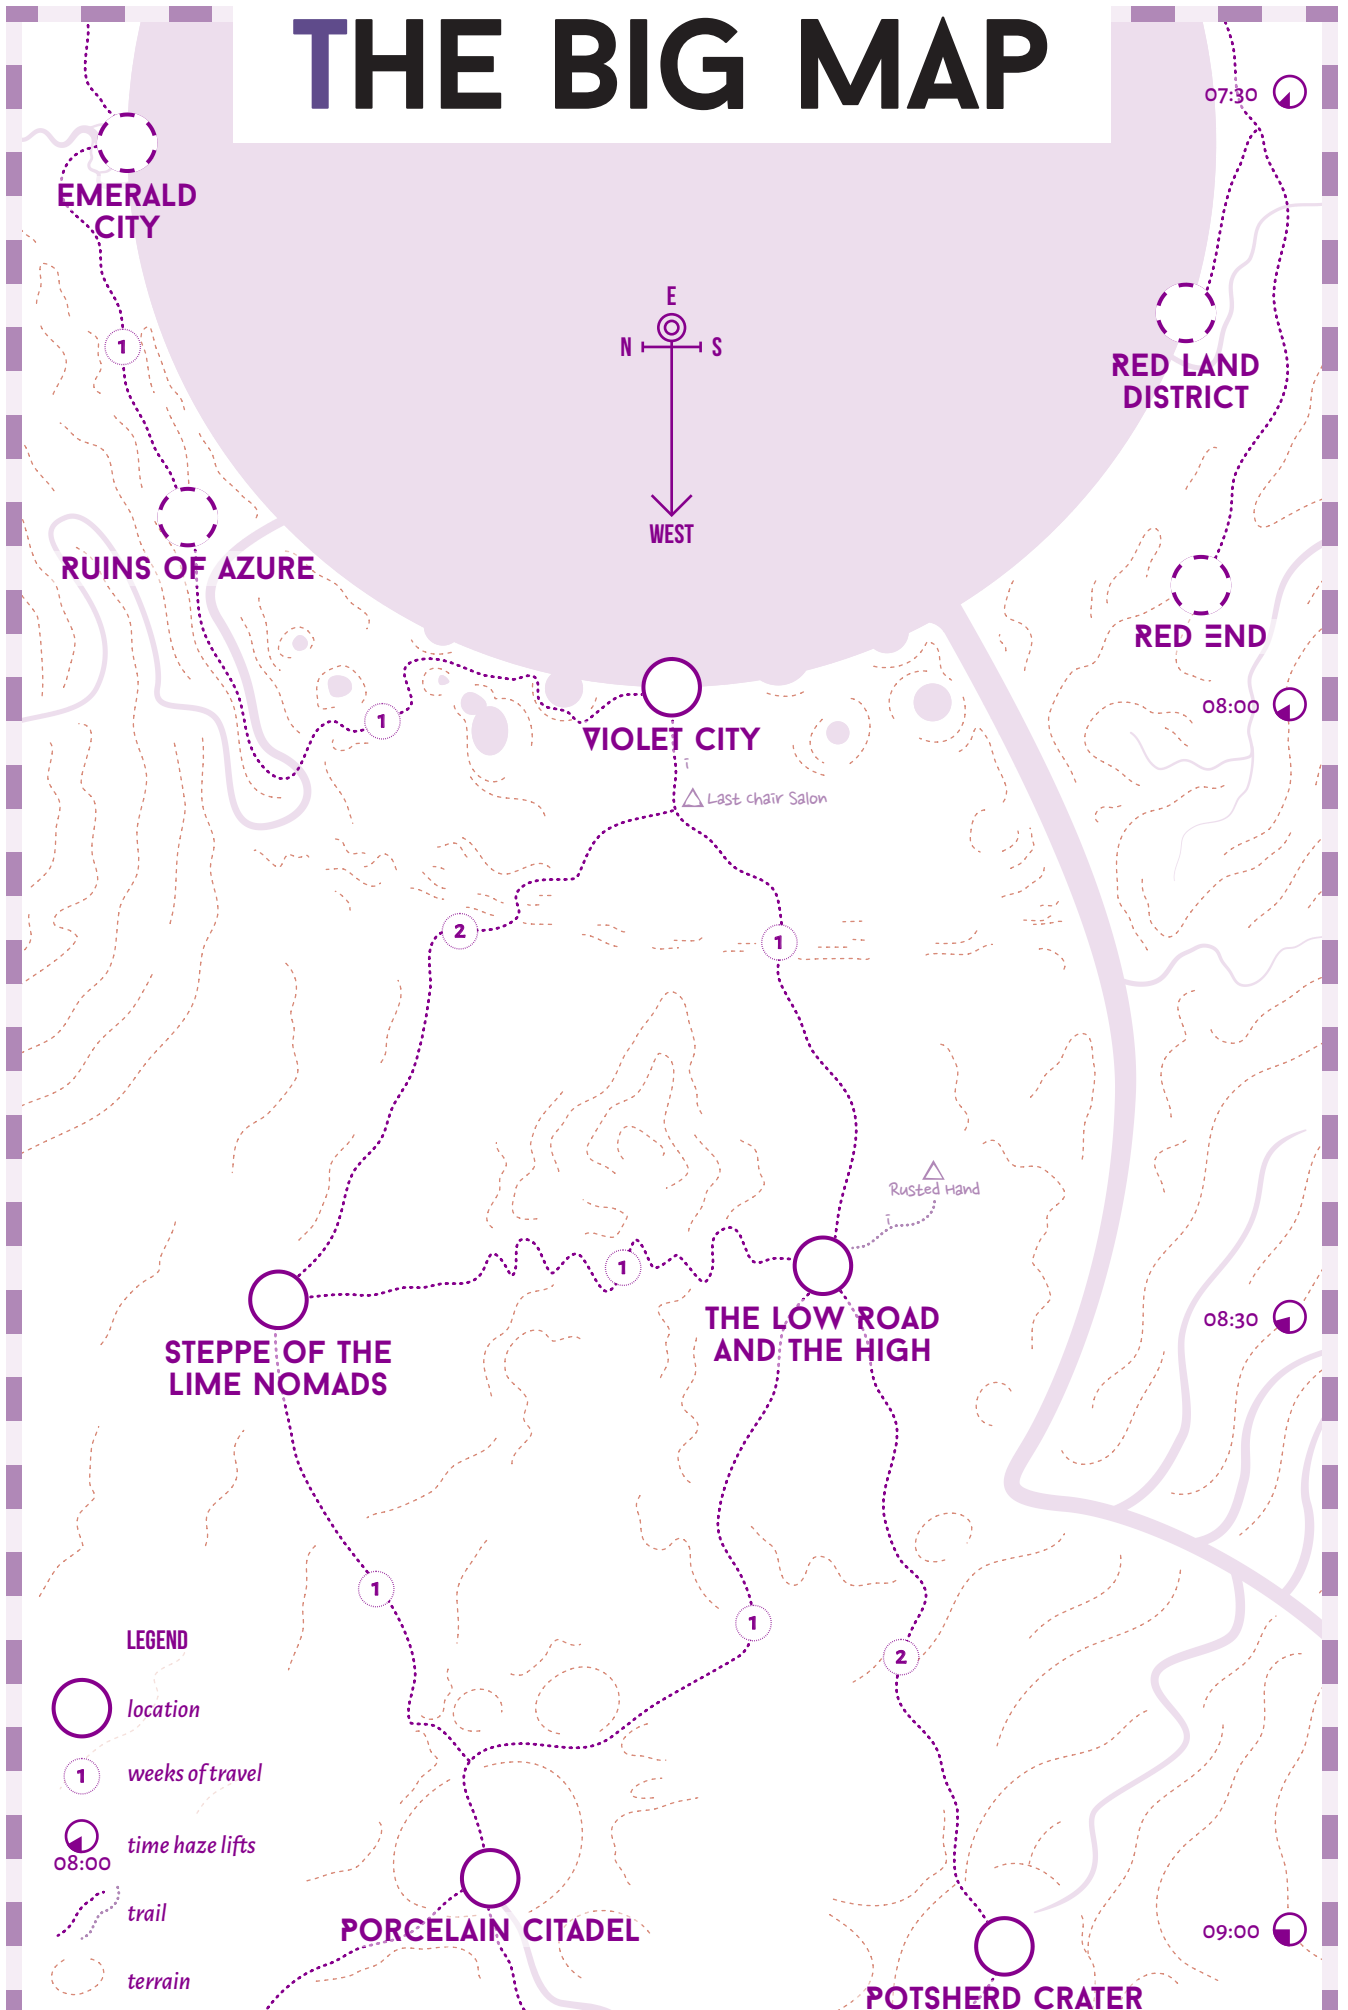 THE BIG MAP
07:30
EMERALD
CITY
E
N S
WEST
1
RED LAND
DISTRICT
RUINS OF AZURE
RED END
08:00
1
VIOLET CITY
Last Chair Salon
2
1
Rusted Hand
1
THE LOW ROAD
AND THE HIGH
08:30
STEPPE OF THE
LIME NOMADS
1
1
2
LEGEND
location
1 weeks of travel
time haze lifts
08:00
trail
terrain
PORCELAIN CITADEL
09:00
POTSHERD CRATER